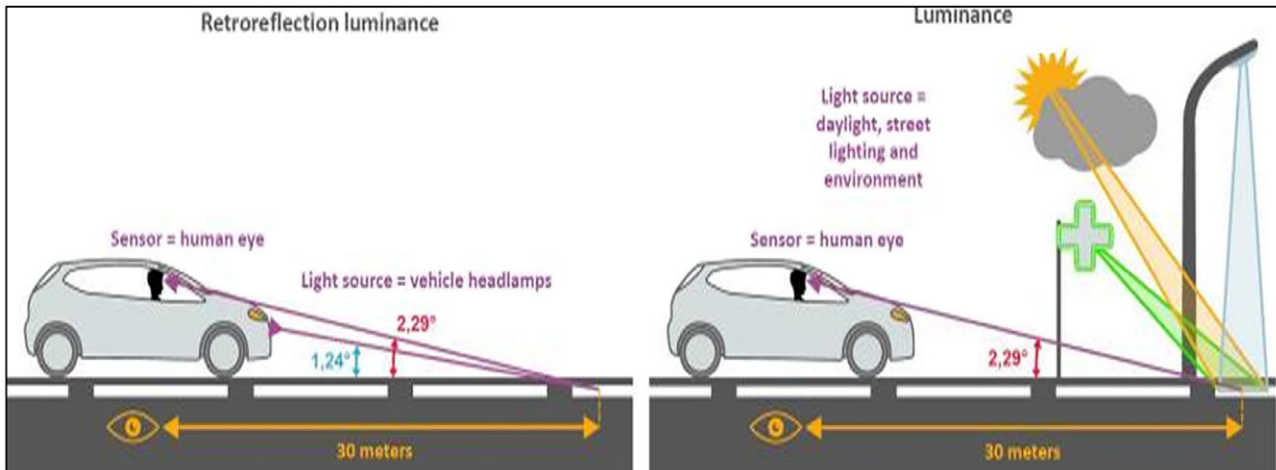 Retroreflection luminance
Sensor = human eye
Light source = vehicle headlamps
2,29°
1,24°
30 meters
Luminance
Light source =
daylight, street
lighting and
environment
Sensor = human eye
2,29°
30 meters